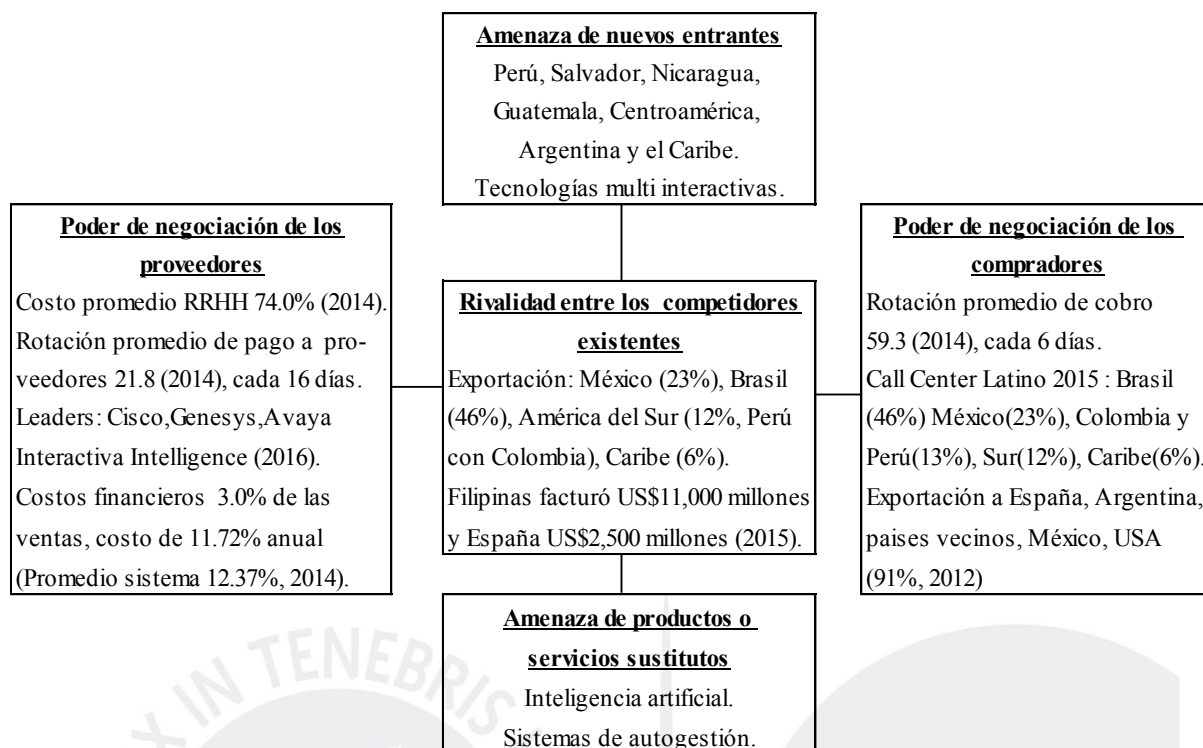 Amenaza de nuevos entrantes
Perú, Salvador, Nicaragua,
Guatemala, Centroamérica,
Argentina y el Caribe.
Tecnologías multi interactivas.
Poder de negociación de los
proveedores
Costo promedio RRHH 74.0% (2014).
Rotación promedio de pago a pro-
veedores 21.8 (2014), cada 16 días.
Leaders: Cisco,Genesys,Avaya
Interactiva Intelligence (2016).
Costos financieros 3.0% de las
ventas, costo de 11.72% anual
(Promedio sistema 12.37%, 2014).
Rivalidad entre los competidores
existentes
Exportación: México (23%), Brasil
(46%), América del Sur (12%, Perú
con Colombia), Caribe (6%).
Filipinas facturó US$11,000 millones
y España US$2,500 millones (2015).
Poder de negociación de los
compradores
Rotación promedio de cobro
59.3 (2014), cada 6 días.
Call Center Latino 2015 : Brasil
(46%) México(23%), Colombia y
Perú(13%), Sur(12%), Caribe(6%).
Exportación a España, Argentina,
paises vecinos, México, USA
(91%, 2012)
Amenaza de productos o
servicios sustitutos
Inteligencia artificial.
Sistemas de autogestión.
IN TENEBRIS